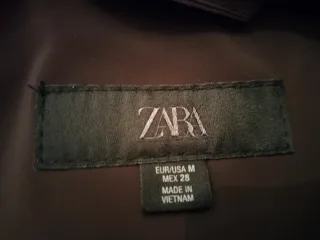 ZARA
EUR/USA M
MEX 28
MADE IN
VIETNAM